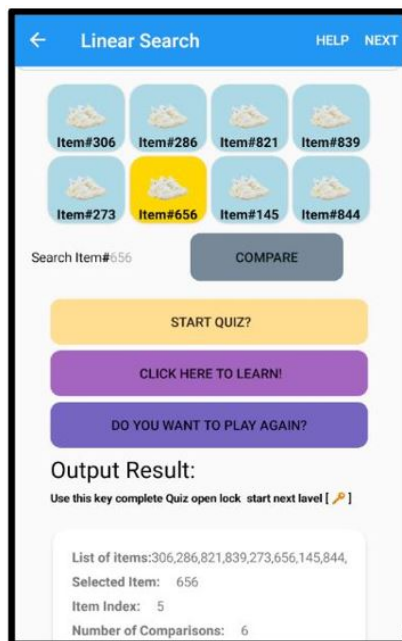 ← Linear Search HELP NEXT
Item#306 Item#286 Item#821 Item#839
Item#273 Item#656 Item#145 Item#844
Search Item#656 COMPARE
START QUIZ?
CLICK HERE TO LEARN!
DO YOU WANT TO PLAY AGAIN?
Output Result:
Use this key complete Quiz open lock start next lavel [ 🔑 ]
List of items:306,286,821,839,273,656,145,844,
Selected Item: 656
Item Index: 5
Number of Comparisons: 6